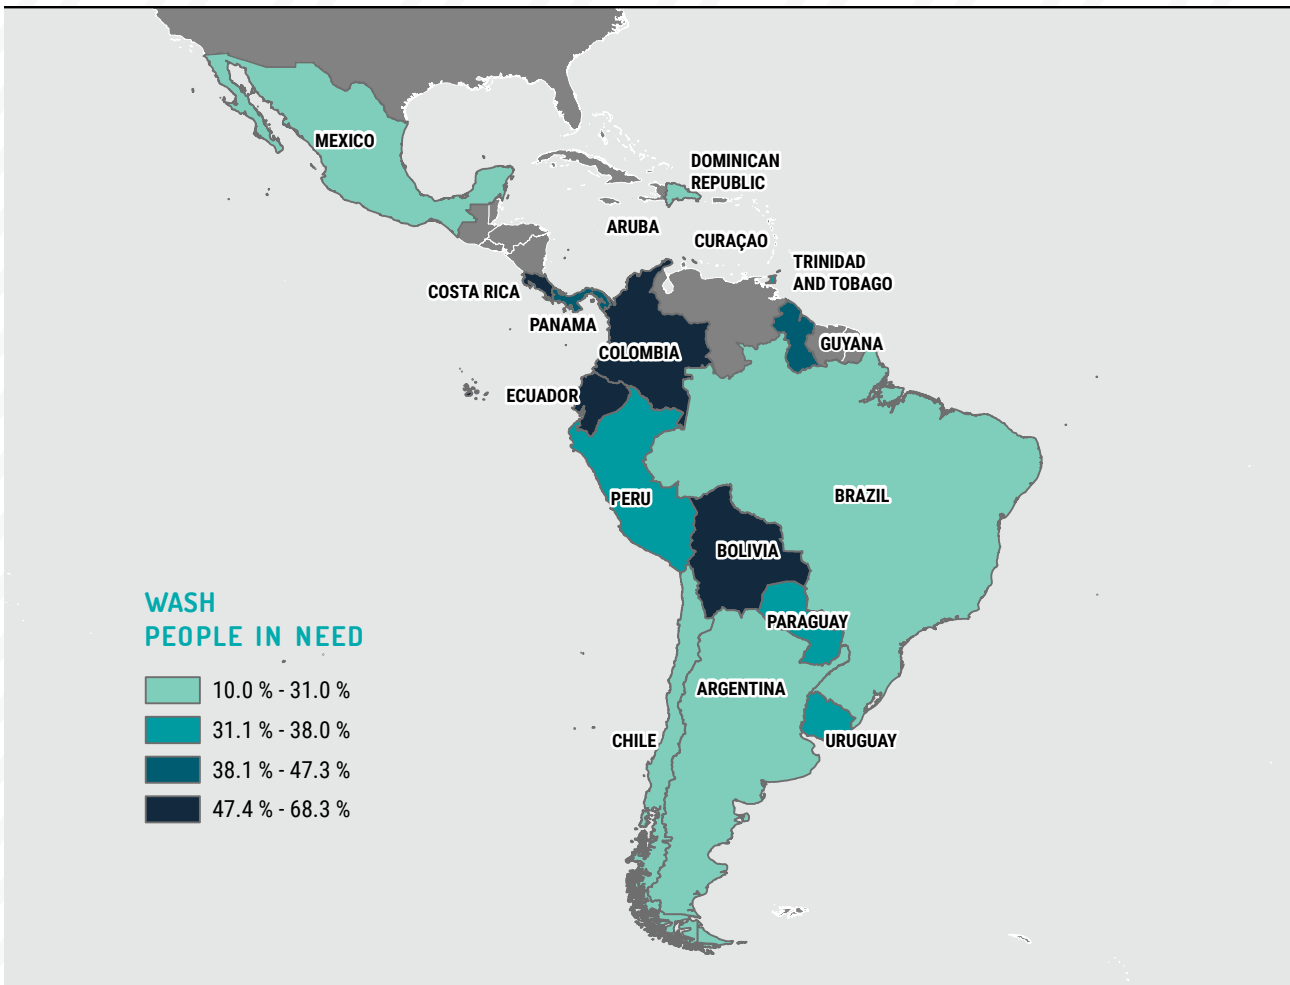 MEXICO
DOMINICAN
REPUBLIC
ARUBA
CURAÇAO
TRINIDAD
AND TOBAGO
COSTA RICA
PANAMA
GUYANA
COLOMBIA
ECUADOR
PERU
BRAZIL
BOLIVIA
PARAGUAY
ARGENTINA
CHILE
URUGUAY
WASH
PEOPLE IN NEED
10.0 % - 31.0 %
31.1 % - 38.0 %
38.1 % - 47.3 %
47.4 % - 68.3 %